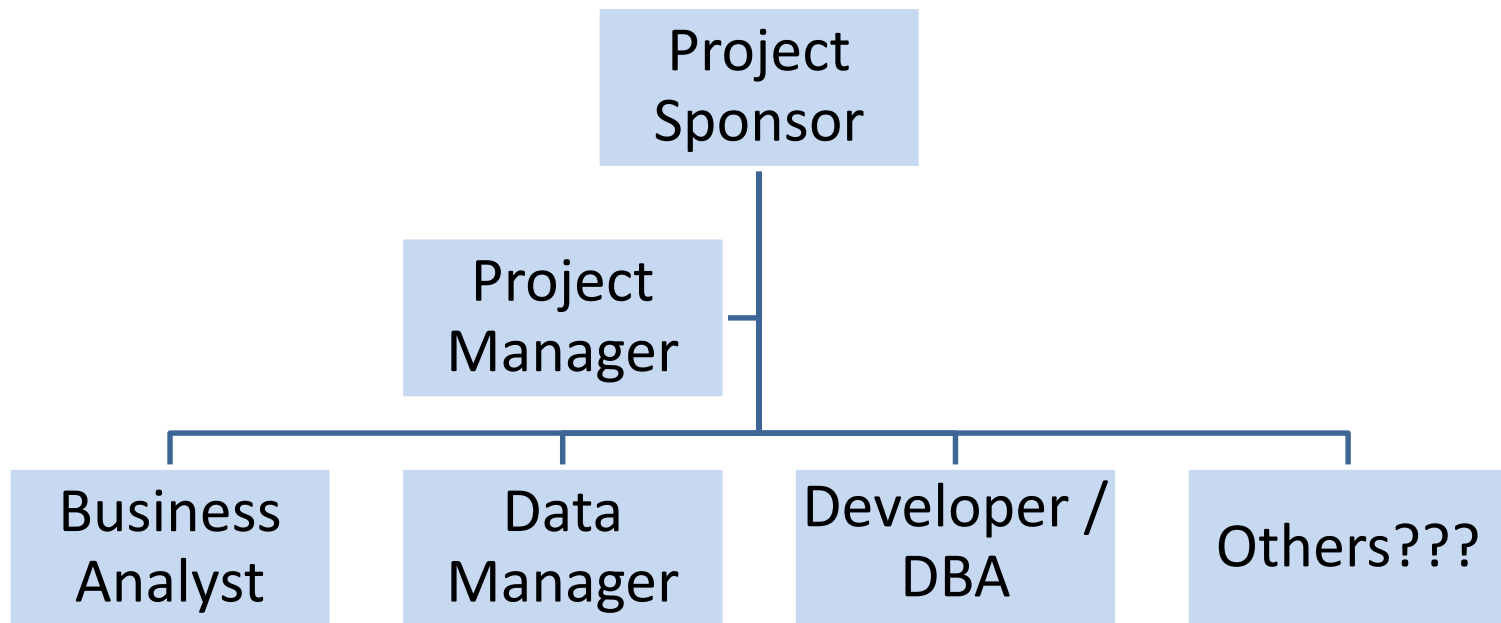 Project
Sponsor
Project
Manager
Business
Analyst
Data
Manager
Developer /
DBA
Others???